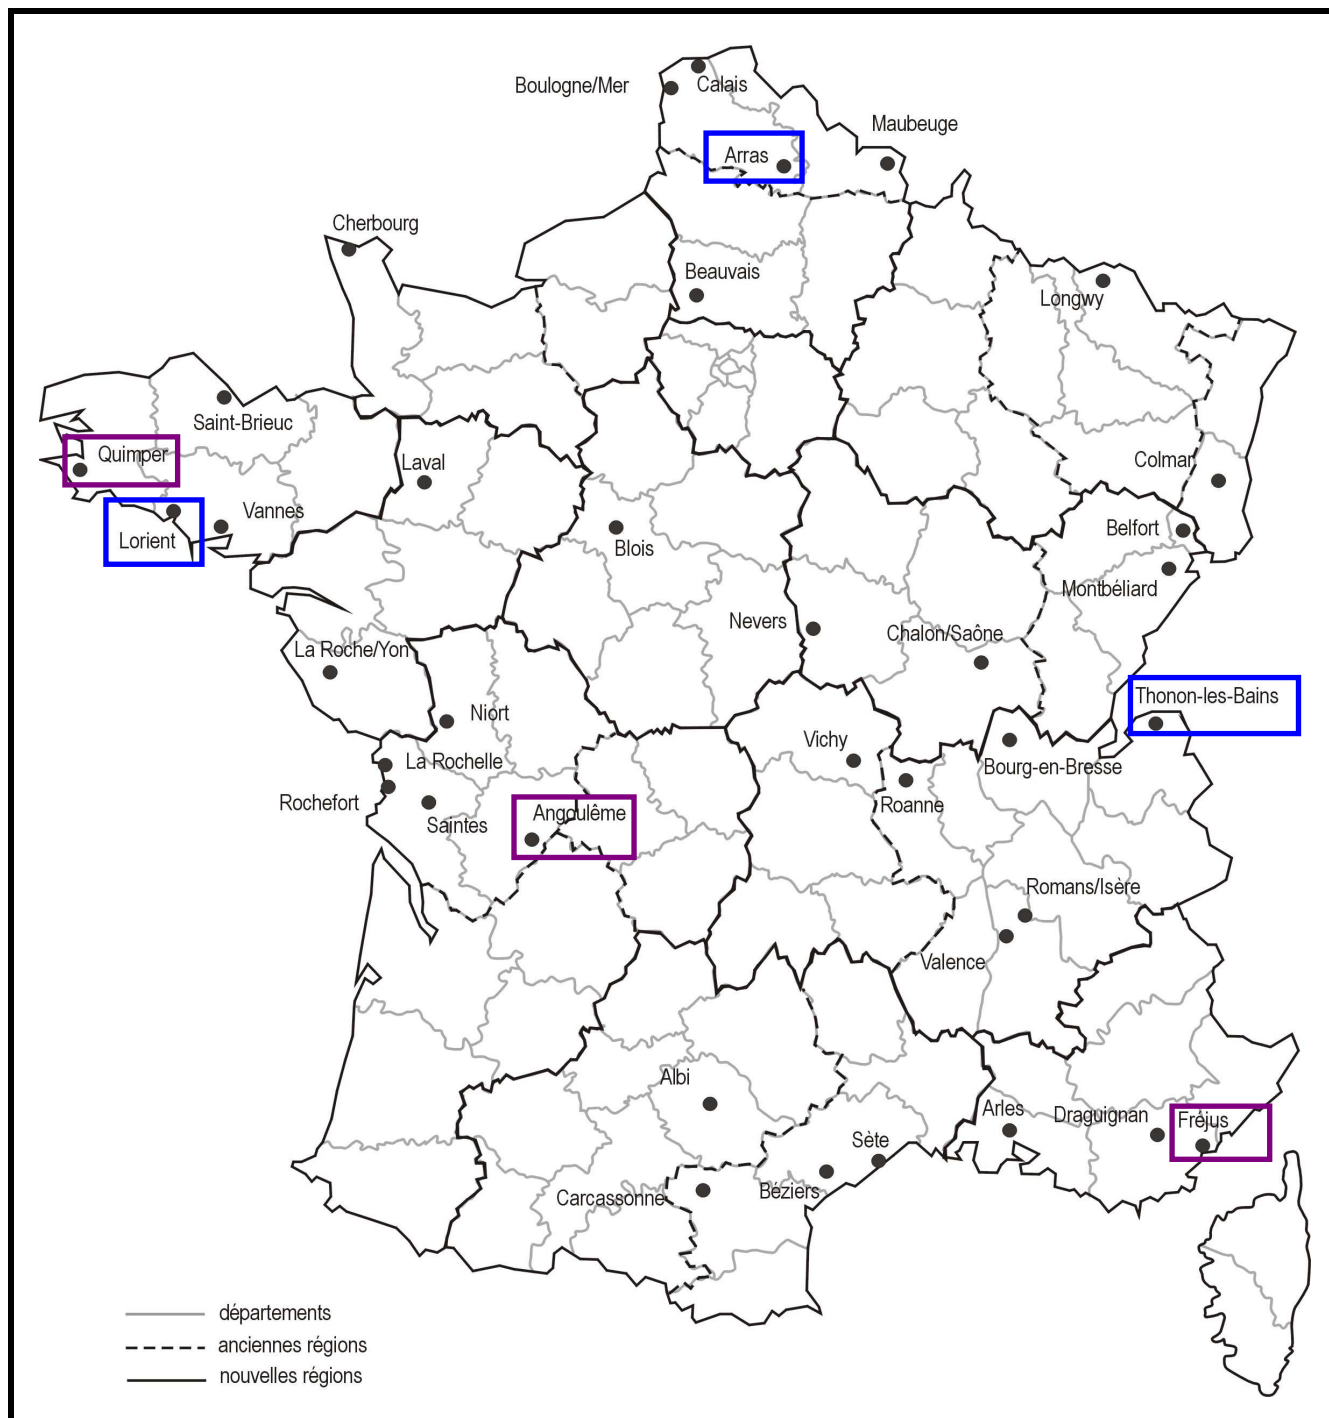 Boulogne/Mer
Calais
Maubeuge
Arras
Cherbourg
Beauvais
Longwy
Saint-Brieuc
Quimper
Laval
Colmar
Vannes
Lorient
Blois
Belfort
Montbéliard
Nevers
Chalon/Saône
La Roche/Yon
Thonon-les-Bains
Niort
Vichy
La Rochelle
Bourg-en-Bresse
Rochefort
Roanne
Angoulême
Saintes
Romans/Isère
Valence
Albi
Arles
Draguignan
Fréjus
Sète
Carcassonne
Béziers
départements
anciennes régions
nouvelles régions